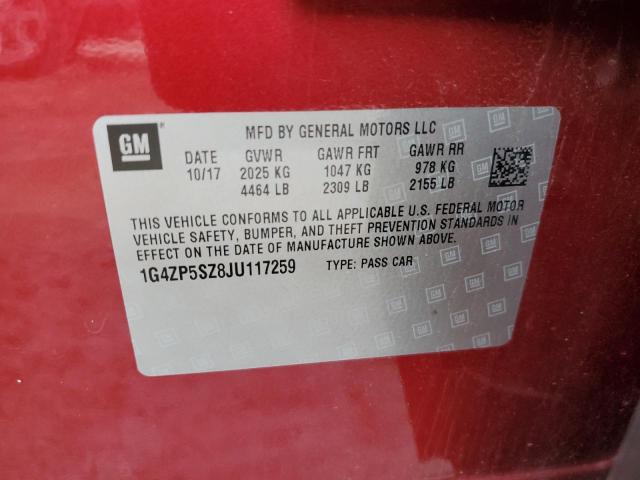 GM
MFD BY GENERAL MOTORS LLC
DATE GVWR GAWR FRT GAWR RR
10/17 2025 KG 1047 KG 978 KG
4464 LB 2309 LB 2155 LB
THIS VEHICLE CONFORMS TO ALL APPLICABLE U.S. FEDERAL MOTOR
VEHICLE SAFETY, BUMPER, AND THEFT PREVENTION STANDARDS IN
EFFECT ON THE DATE OF MANUFACTURE SHOWN ABOVE.
1G4ZP5SZ8JU117259 TYPE: PASS CAR